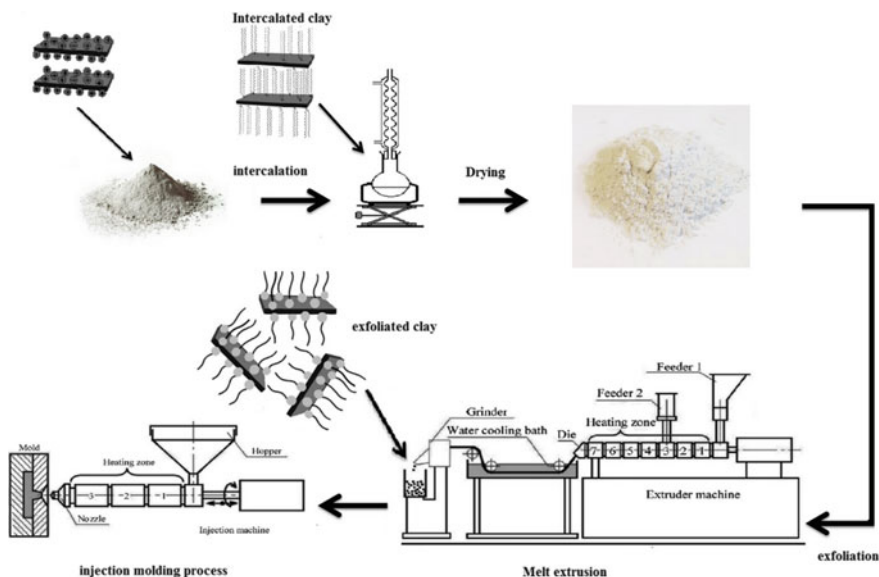 Intercalated clay
intercalation
Drying
exfoliated clay
Feeder 1
Feeder 2
Grinder
Water cooling bath
Die
Heating zone
7 6 5 4 3 2 1
Extruder machine
Mold
Heating zone
Hopper
3 2 1
Nozzle
Injection machine
exfoliation
injection molding process
Melt extrusion